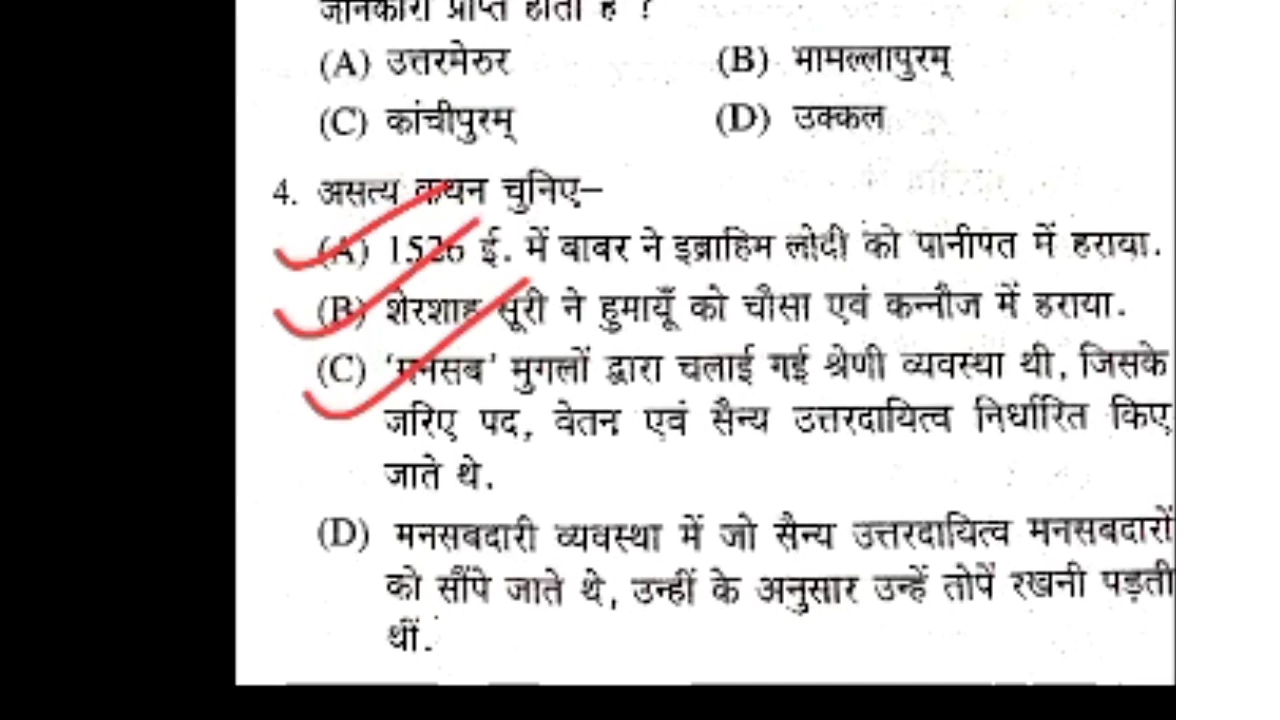 जानकारी प्राप्त होती है ?
(A) उत्तरमेरुर (B) मामल्लापुरम्
(C) कांचीपुरम् (D) उक्कल
4. असत्य कथन चुनिए–
(A) 1526 ई. में बाबर ने इब्राहिम लोदी को पानीपत में हराया.
(B) शेरशाह सूरी ने हुमायूँ को चौसा एवं कन्नौज में हराया.
(C) ‘मनसब’ मुगलों द्वारा चलाई गई श्रेणी व्यवस्था थी, जिसके
जरिए पद, वेतन एवं सैन्य उत्तरदायित्व निर्धारित किए
जाते थे.
(D) मनसबदारी व्यवस्था में जो सैन्य उत्तरदायित्व मनसबदारों
को सौंपे जाते थे, उन्हीं के अनुसार उन्हें तोपें रखनी पड़ती
थीं.